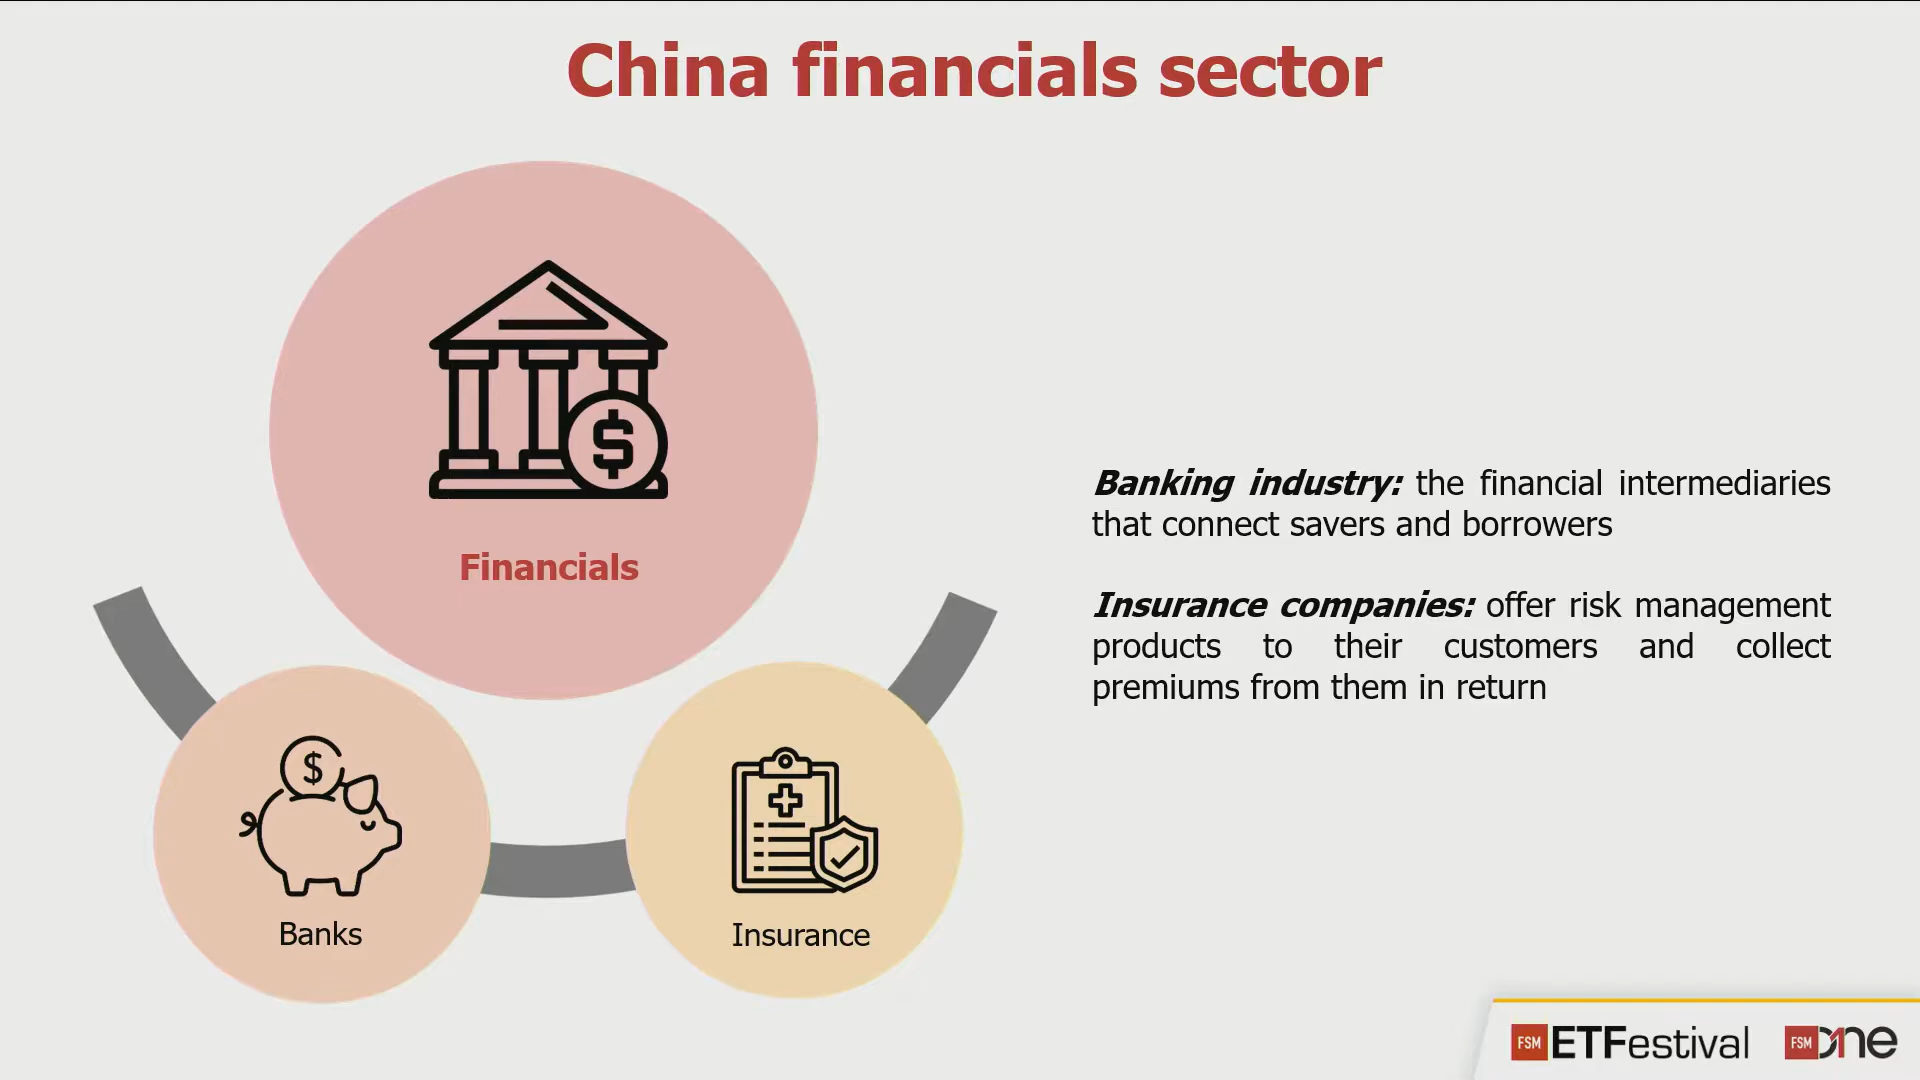 China financials sector
Financials
Banks
Insurance
Banking industry: the financial intermediaries
that connect savers and borrowers
Insurance companies: offer risk management
products to their customers and collect
premiums from them in return
FSM ETFestival
FSM One